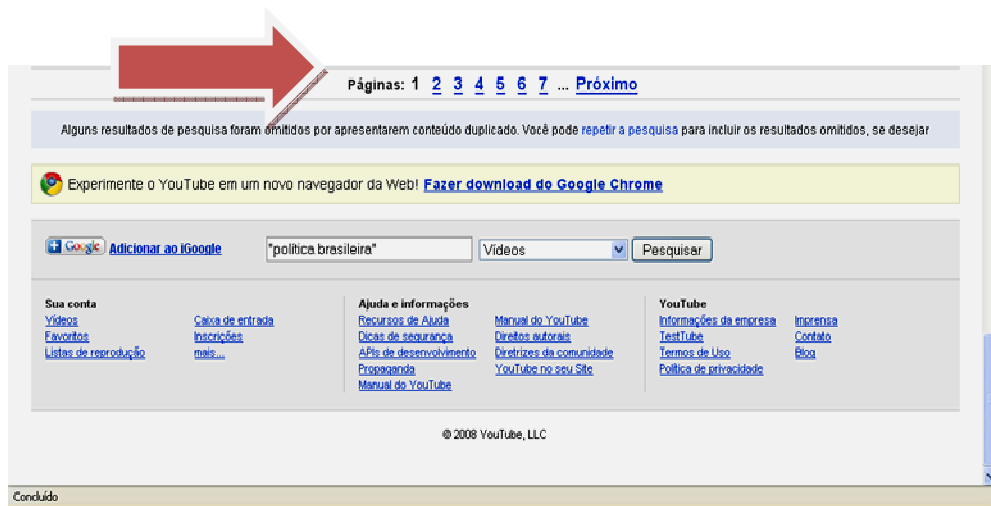 Páginas: 1 2 3 4 5 6 7 ... Próximo
Alguns resultados de pesquisa foram omitidos por apresentarem conteúdo duplicado. Você pode repetir a pesquisa para incluir os resultados omitidos, se desejar
Experimente o YouTube em um novo navegador da Web! Fazer download do Google Chrome
Google Adicionar ao iGoogle "política brasileira" Vídeos Pesquisar
Sua conta
Vídeos Caixa de entrada
Favoritos Inscrições
Listas de reprodução mais...
Ajuda e informações
Recursos de Ajuda Manual do YouTube
Dicas de segurança Direitos autorais
APIs de desenvolvimento Diretrizes da comunidade
Propaganda YouTube no seu Site
Manual do YouTube
YouTube
Informações da empresa Imprensa
TestTube Contato
Termos de Uso Blog
Política de privacidade
© 2008 YouTube, LLC
Concluído